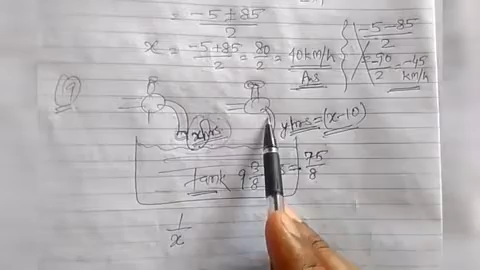 = -5 ± 85 / 2
x = -5+85 / 2 = 80 / 2 = 40 km/h
Ans
= -5-85 / 2
-90 / 2 = -45 km/h
9
x hrs
y hrs = (x-10)
tank 9 3/8 = 75/8
1/x